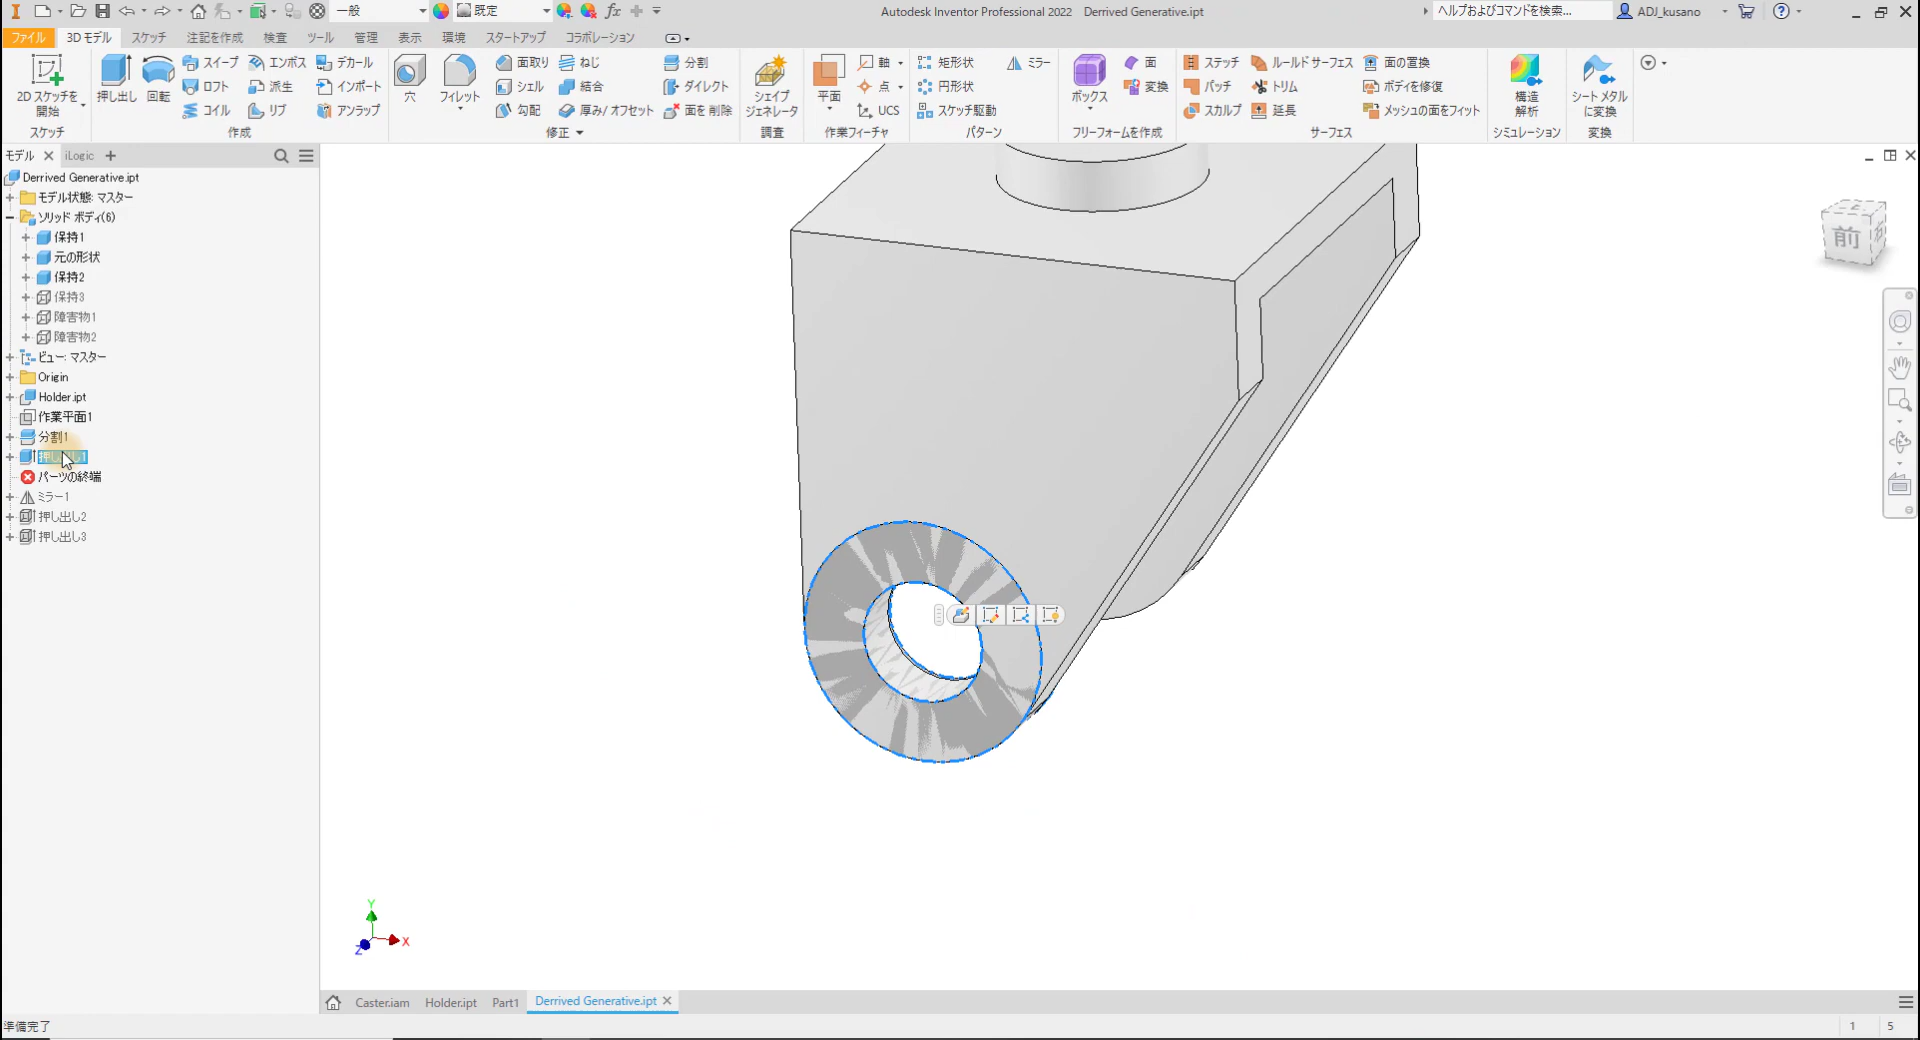 一般
既定
fx
Autodesk Inventor Professional 2022 Derrived Generative.ipt
ヘルプおよびコマンドを検索...
ADJ_kusano
ファイル 3D モデル スケッチ 注記を作成 検査 ツール 管理 表示 環境 スタートアップ コラボレーション
2D スケッチを
開始
押し出し
回転
スイープ
ロフト
コイル
エンボス
派生
リブ
デカール
インポート
アンラップ
穴
フィレット
面取り
シェル
勾配
ねじ
結合
厚み/ オフセット
分割
ダイレクト
面を 削除
シェイプ
ジェネレータ
平面
軸
点
UCS
矩形状
円形状
スケッチ駆動
ミラー
ボックス
面
変換
ステッチ
パッチ
スカルプ
ルールド サーフェス
トリム
延長
面の置換
ボディを修復
メッシュの面をフィット
構造
解析
シート メタル
に変換
スケッチ 作成 修正 調査 作業フィーチャ パターン フリーフォームを作成 サーフェス シミュレーション 変換
モデル iLogic
Derrived Generative.ipt
モデル状態: マスター
ソリッド ボディ(6)
保持1
元の形状
保持2
保持3
障害物1
障害物2
ビュー: マスター
Origin
Holder.ipt
作業平面1
分割1
パーツの終端
ミラー1
押し出し2
押し出し3
前
Y
X
Z
Caster.iam Holder.ipt Part1 Derrived Generative.ipt
準備完了
1 5